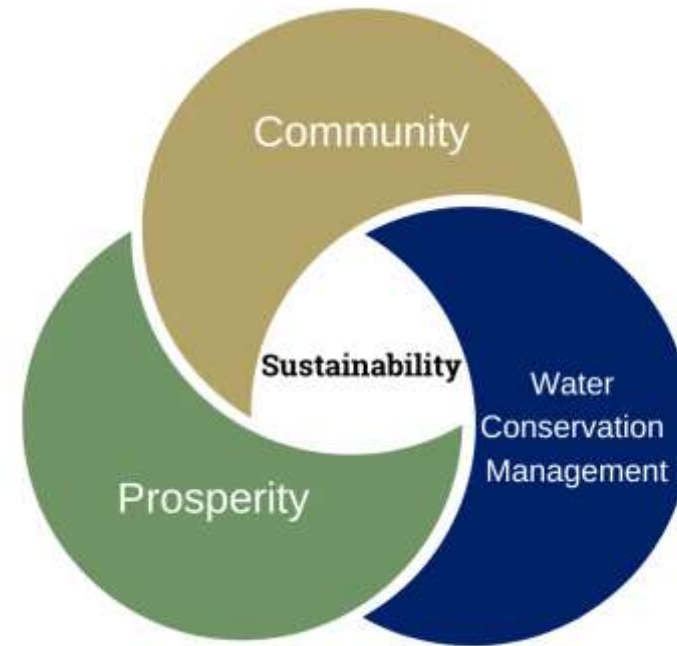 Community
Sustainability
Water
Conservation
Management
Prosperity